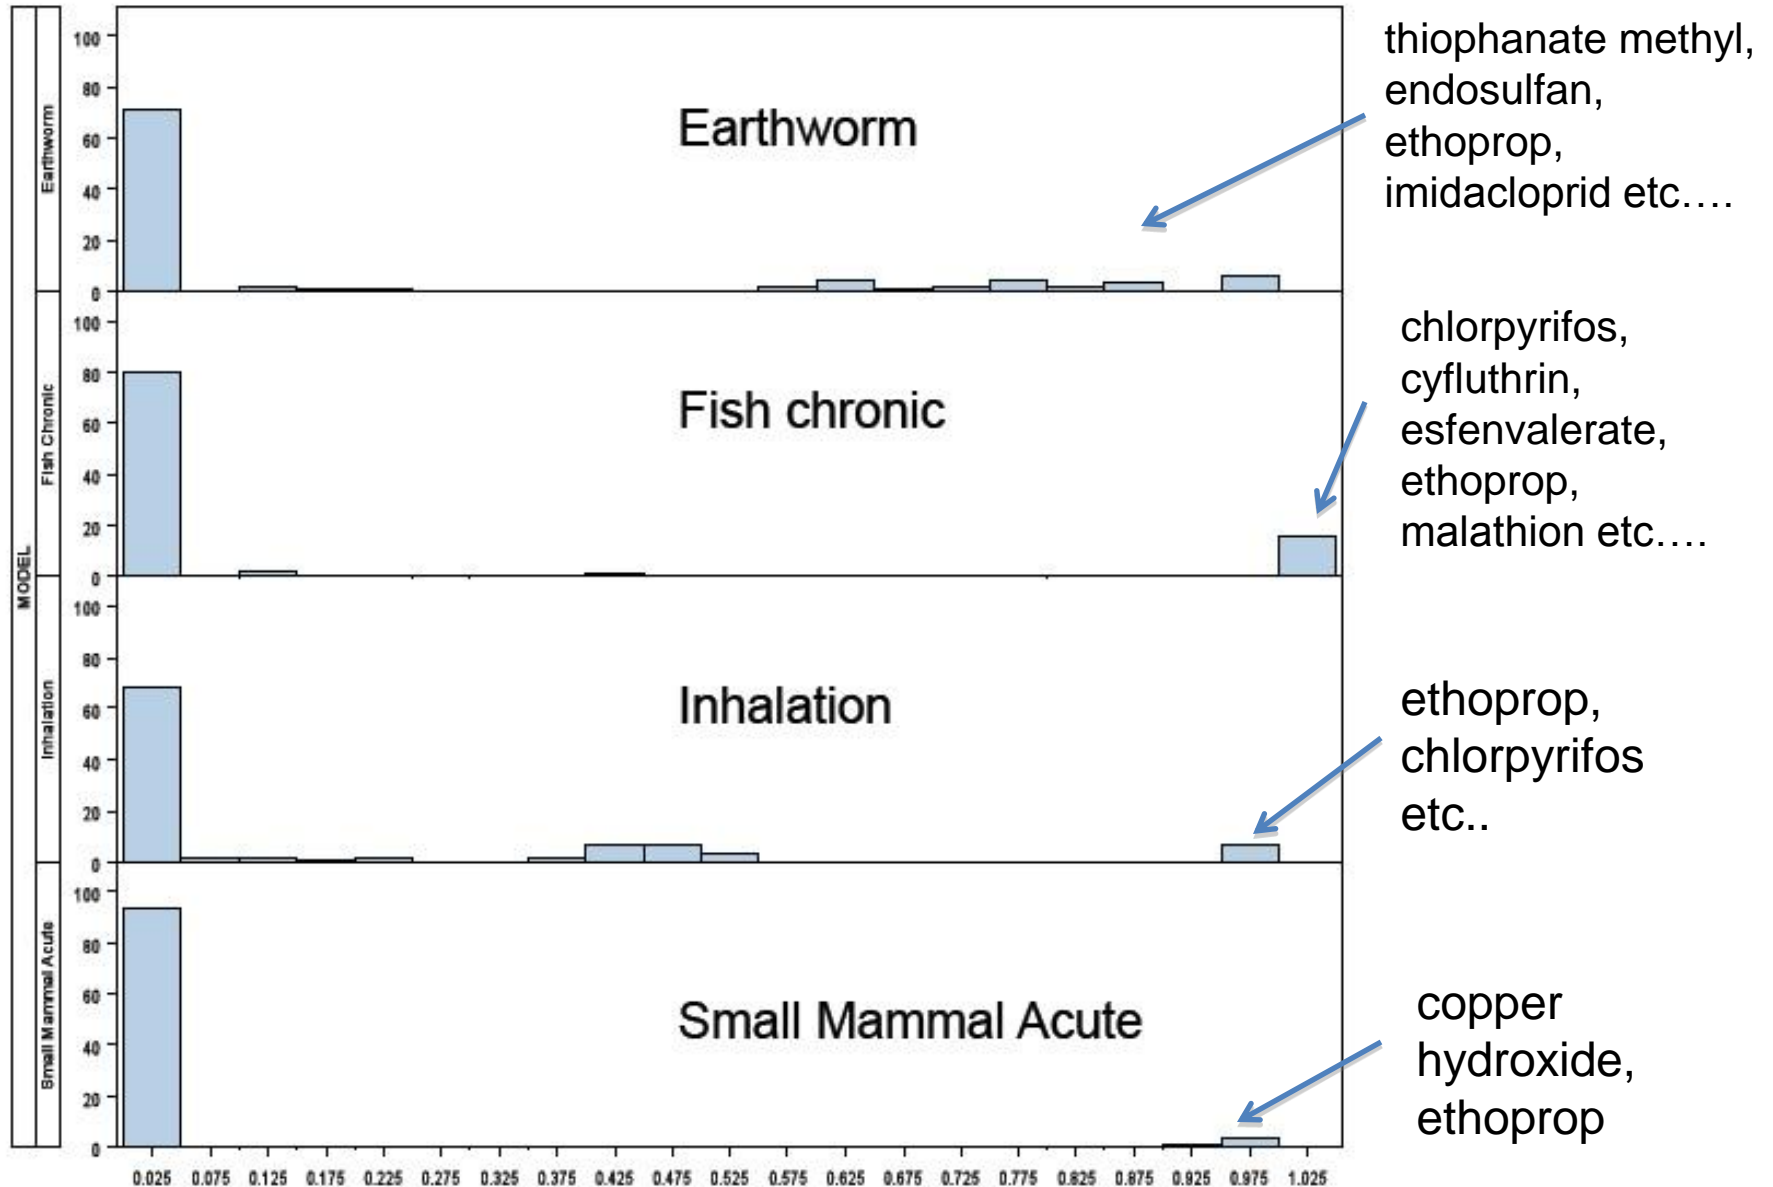 MODEL
Earthworm
100
80
60
40
20
0
Earthworm
thiophanate methyl,
endosulfan,
ethoprop,
imidacloprid etc….
Fish Chronic
100
80
60
40
20
0
Fish chronic
chlorpyrifos,
cyfluthrin,
esfenvalerate,
ethoprop,
malathion etc….
Inhalation
100
80
60
40
20
0
Inhalation
ethoprop,
chlorpyrifos
etc..
Small Mammal Acute
100
80
60
40
20
0
Small Mammal Acute
copper
hydroxide,
ethoprop
0.025 0.075 0.125 0.175 0.225 0.275 0.325 0.375 0.425 0.475 0.525 0.575 0.625 0.675 0.725 0.775 0.825 0.875 0.925 0.975 1.025